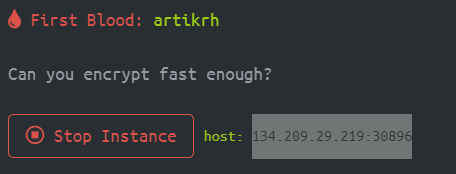 First Blood: artikrh
Can you encrypt fast enough?
Stop Instance host: 134.209.29.219:30896